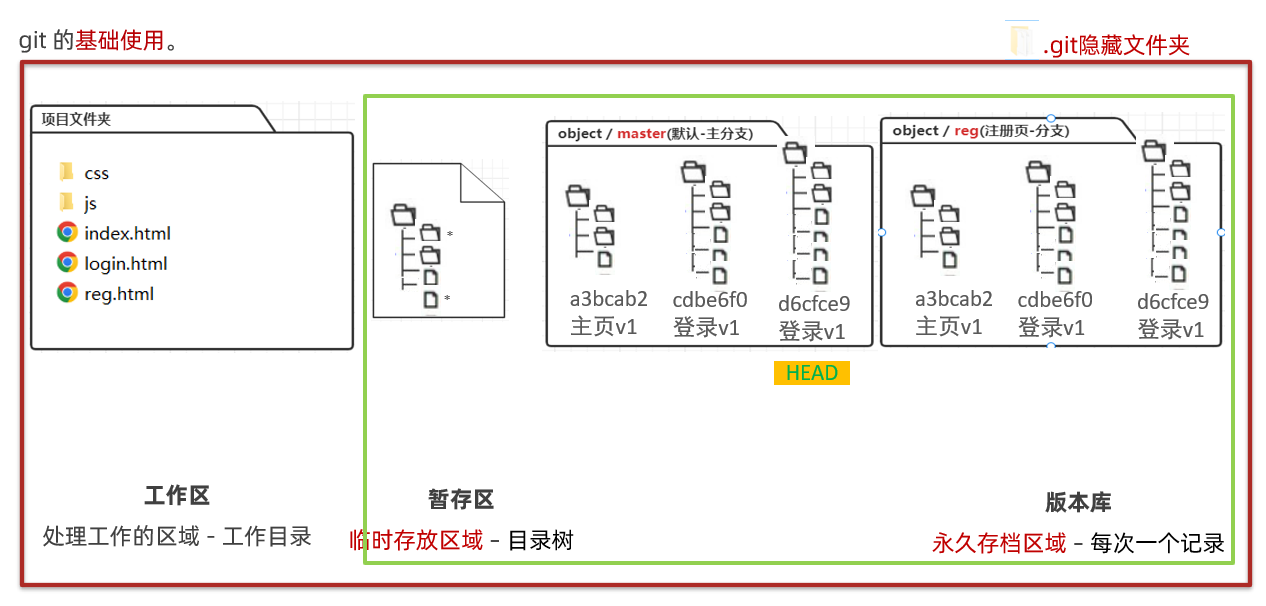 git 的基础使用。
.git隐藏文件夹
项目文件夹
css
js
index.html
login.html
reg.html
*
*
object / master(默认-主分支)
a3bcab2
主页v1
cdbe6f0
登录v1
d6cfce9
登录v1
HEAD
object / reg(注册页-分支)
a3bcab2
主页v1
cdbe6f0
登录v1
d6cfce9
登录v1
工作区
处理工作的区域 - 工作目录
暂存区
临时存放区域 - 目录树
版本库
永久存档区域 - 每次一个记录